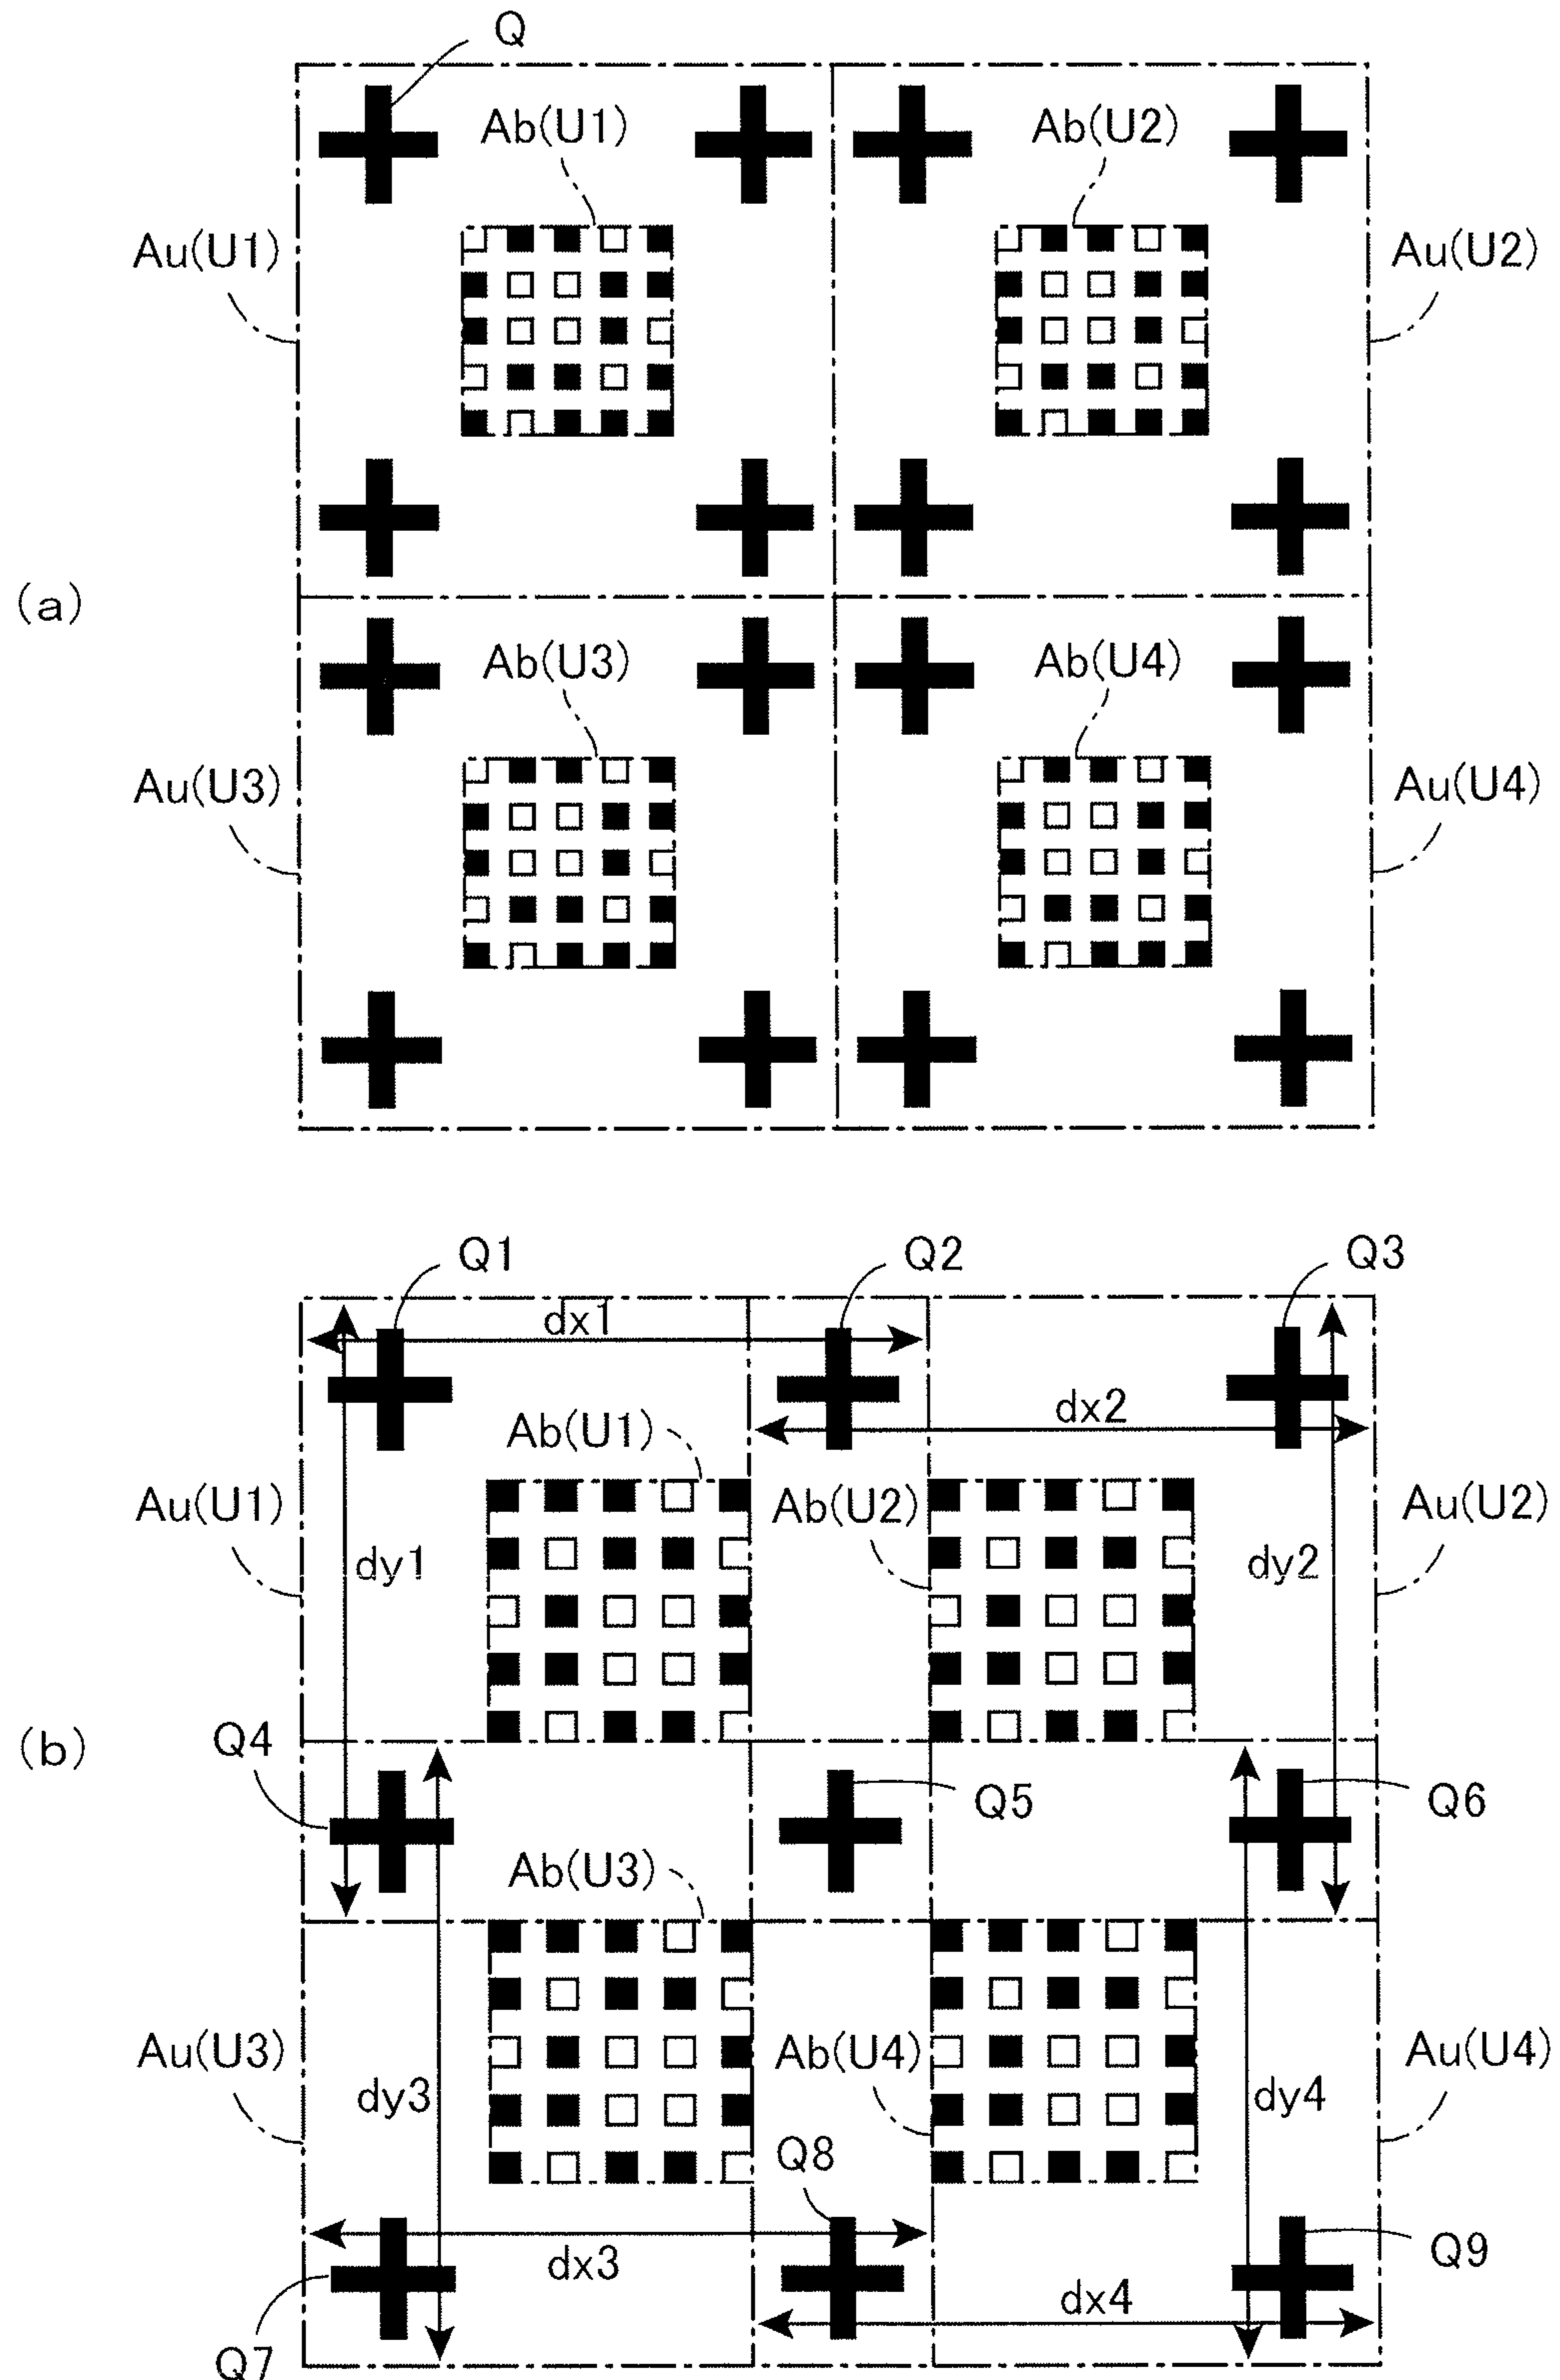 Q
Ab(U1) Ab(U2)
Au(U1) Au(U2)
(a)
Ab(U3) Ab(U4)
Au(U3) Au(U4)
Q1 Q2 Q3
dx1
dx2
Ab(U1)
Au(U1) Ab(U2) Au(U2)
dy1 dy2
(b)
Q4
Q5 Q6
Ab(U3)
Au(U3) Ab(U4) Au(U4)
dy3 dy4
Q8
Q9
dx3
dx4
Q7